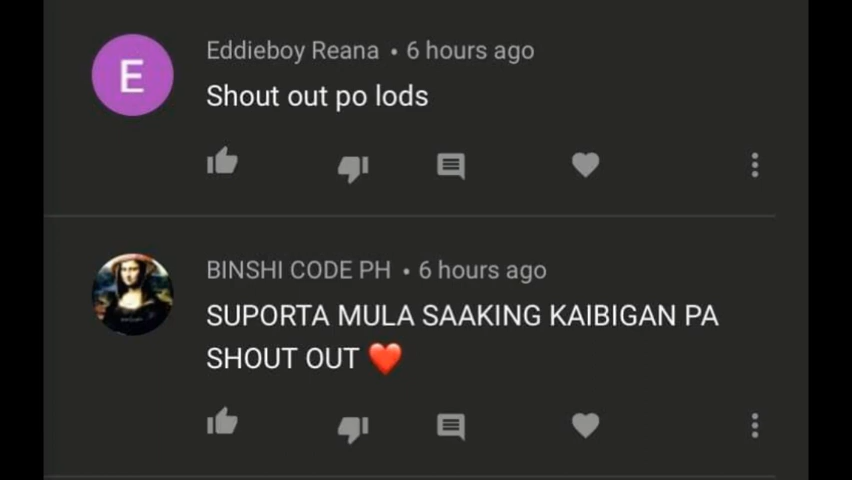 E
Eddieboy Reana • 6 hours ago
Shout out po lods
BINSHI CODE PH • 6 hours ago
SUPORTA MULA SAAKING KAIBIGAN PA
SHOUT OUT ❤️